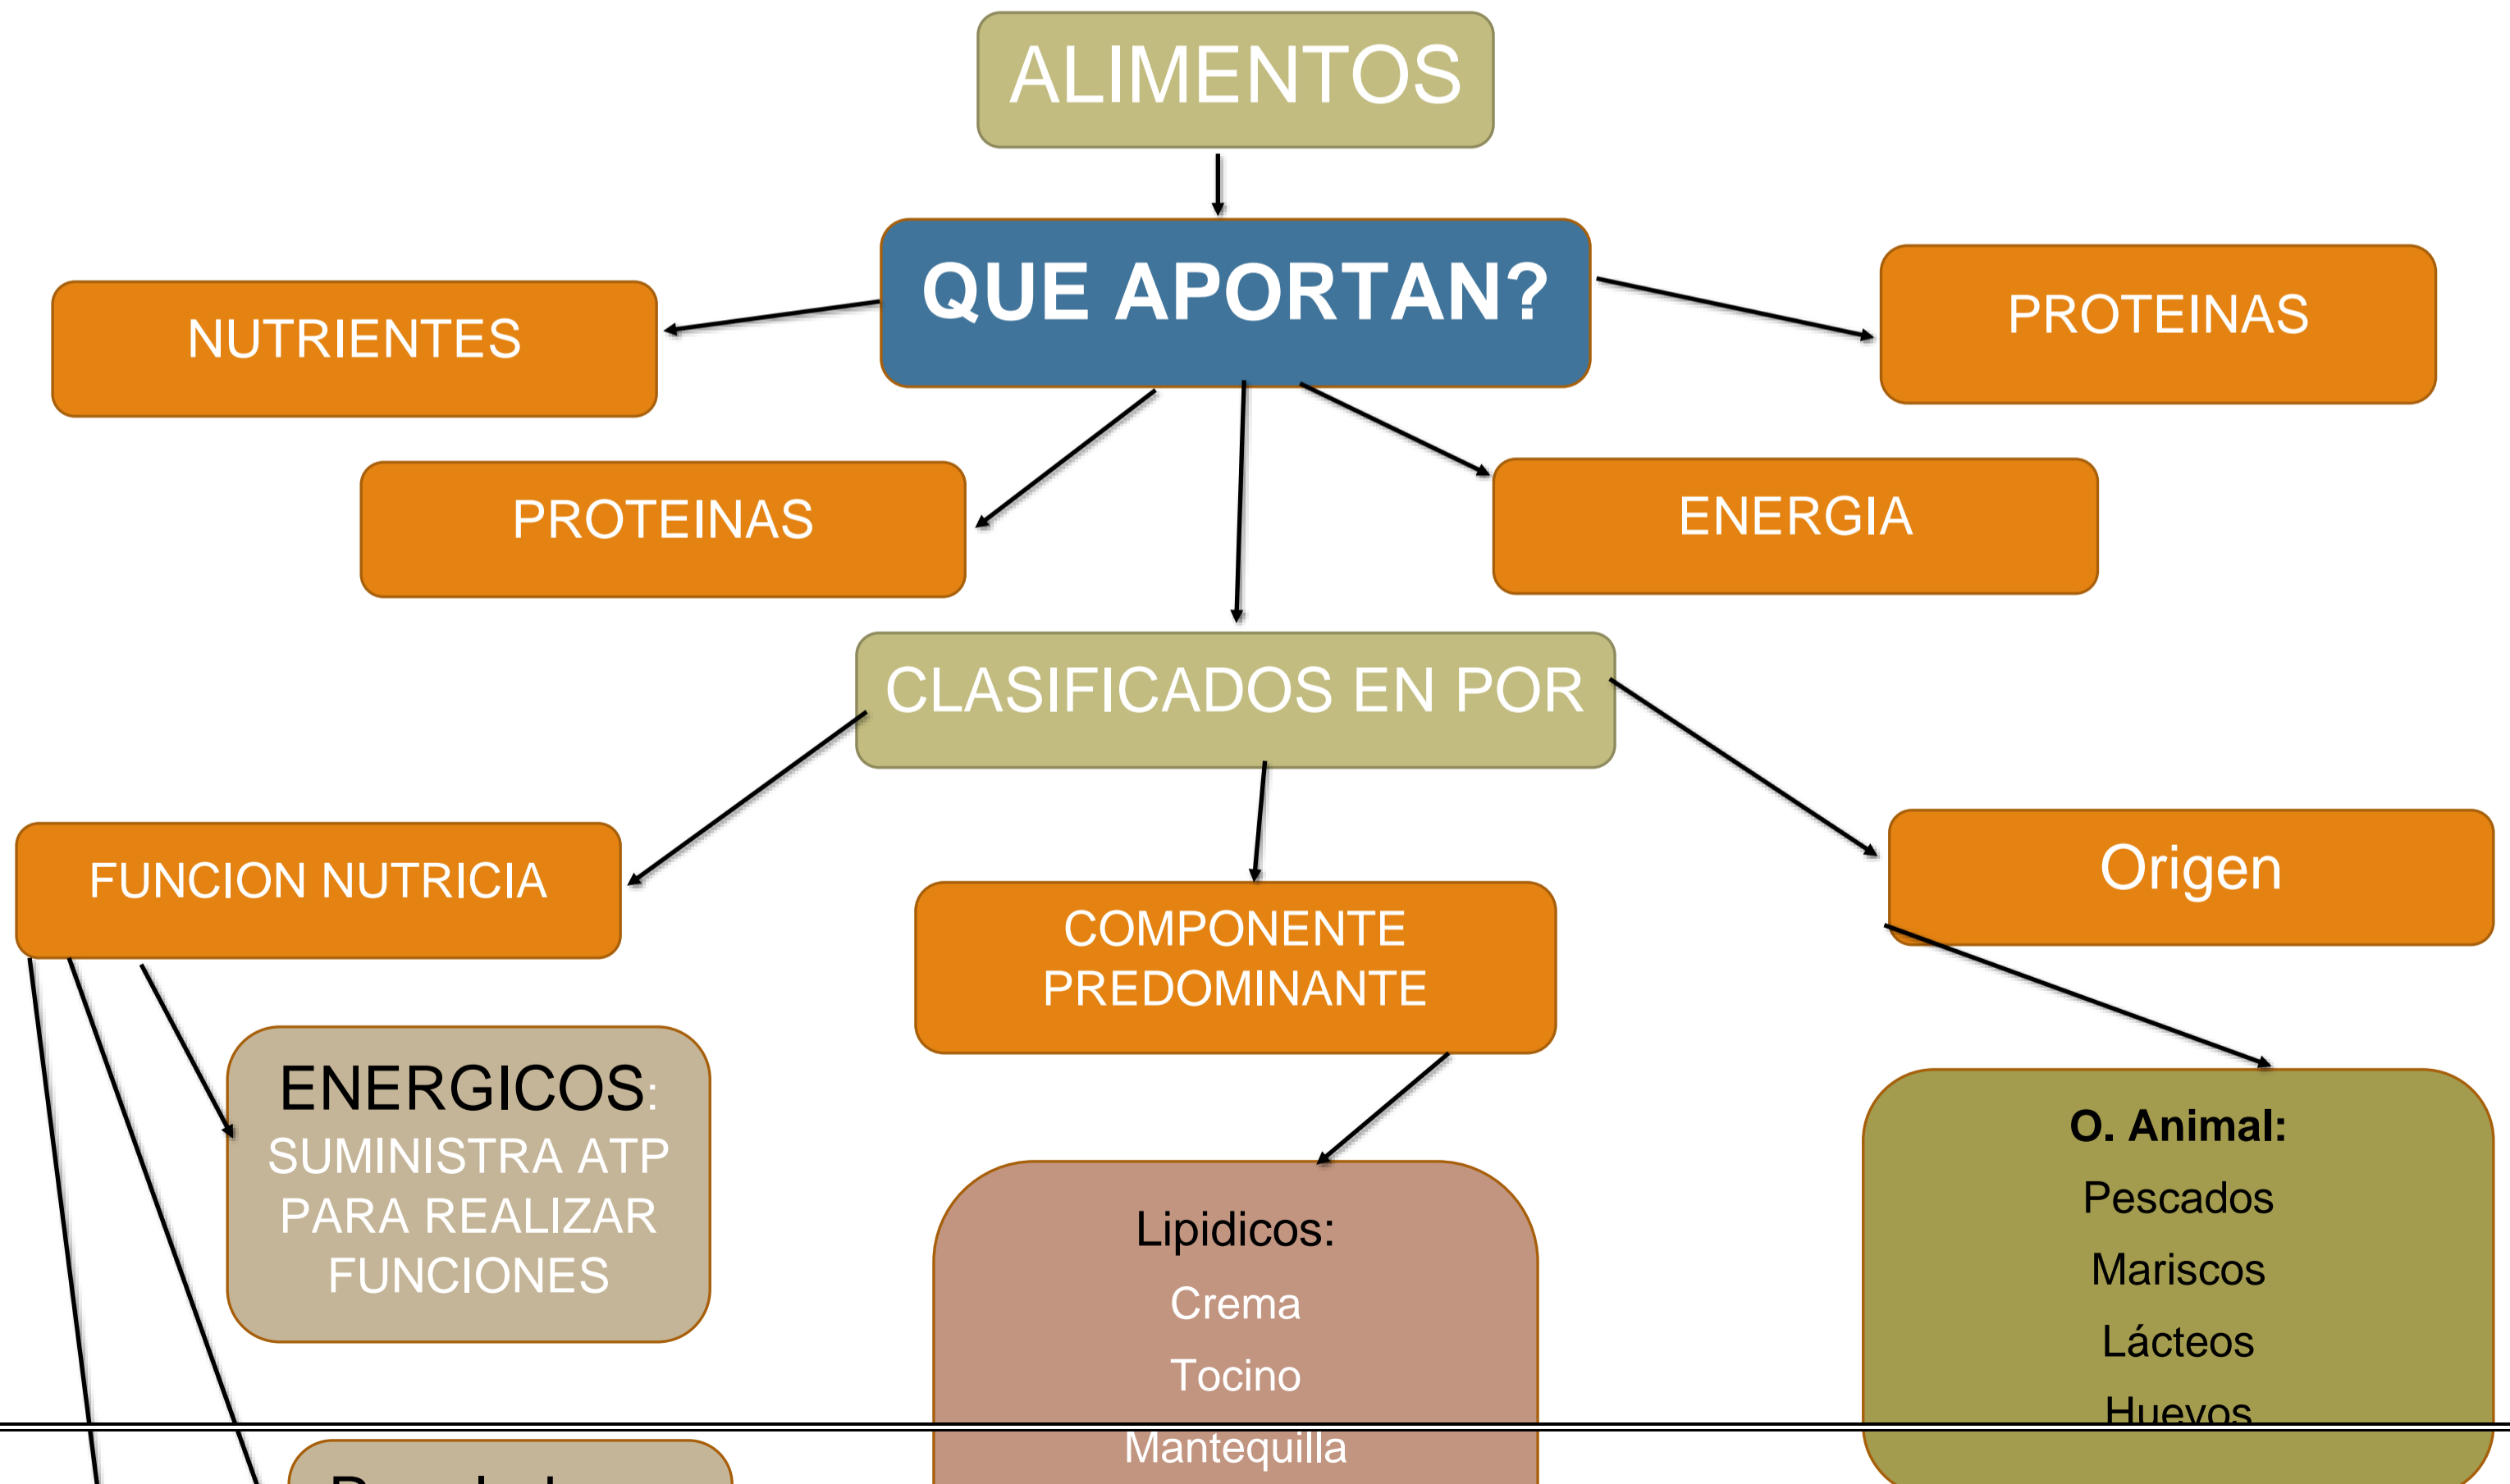 ALIMENTOS
QUE APORTAN?
NUTRIENTES
PROTEINAS
PROTEINAS
ENERGIA
CLASIFICADOS EN POR
FUNCION NUTRICIA
COMPONENTE
PREDOMINANTE
Origen
ENERGICOS:
SUMINISTRA ATP
PARA REALIZAR
FUNCIONES
Lipidicos:
Crema
Tocino
Mantequilla
O. Animal:
Pescados
Mariscos
Lácteos
Huevos